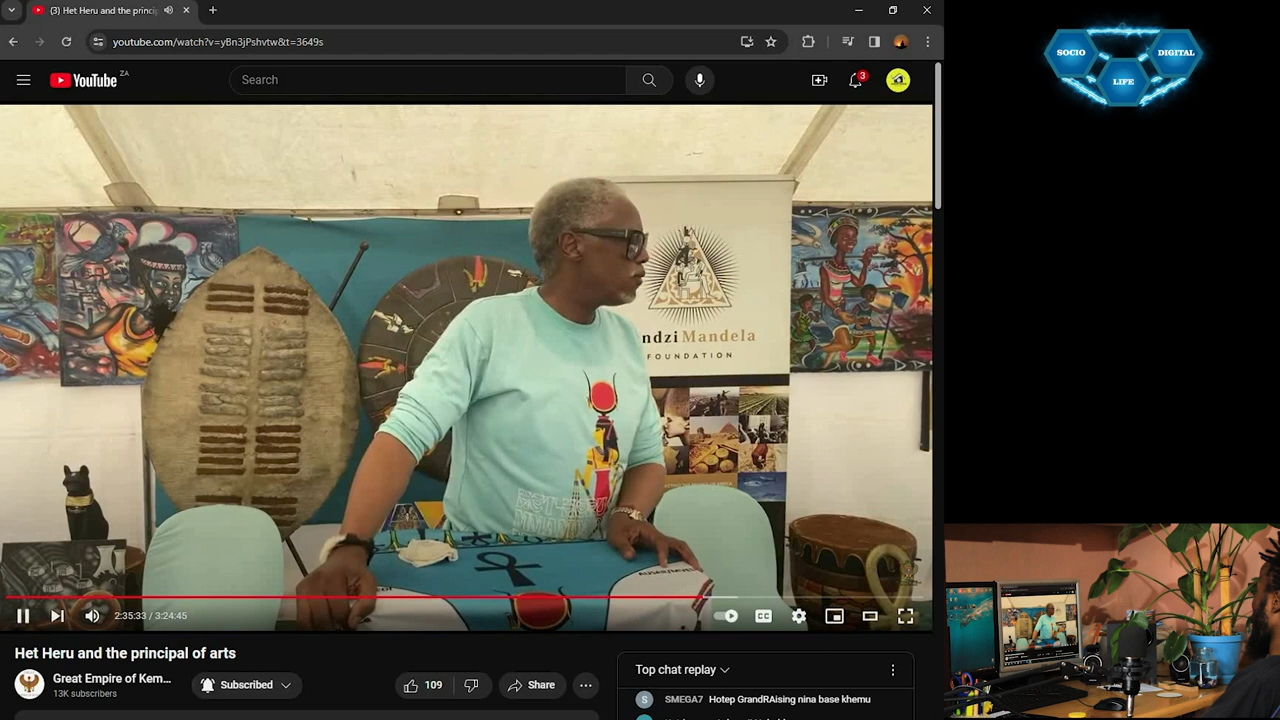 (3) Het Heru and the princip
youtube.com/watch?v=yBn3jPshvtw&t=3649s
YouTube ZA
Search
3
SOCIO
DIGITAL
LIFE
ndzi Mandela
FOUNDATION
2:35:33 / 3:24:45
CC
Het Heru and the principal of arts
Great Empire of Kem...
13K subscribers
Subscribed
109
Share
Top chat replay
S
SMEGA7 Hotep GrandRAising nina base khemu